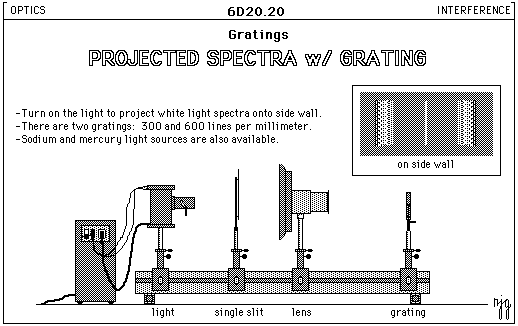 OPTICS 6D20.20 INTERFERENCE
Gratings
PROJECTED SPECTRA w/ GRATING
-Turn on the light to project white light spectra onto side wall.
-There are two gratings: 300 and 600 lines per millimeter.
-Sodium and mercury light sources are also available.
on side wall
light single slit lens grating
njg